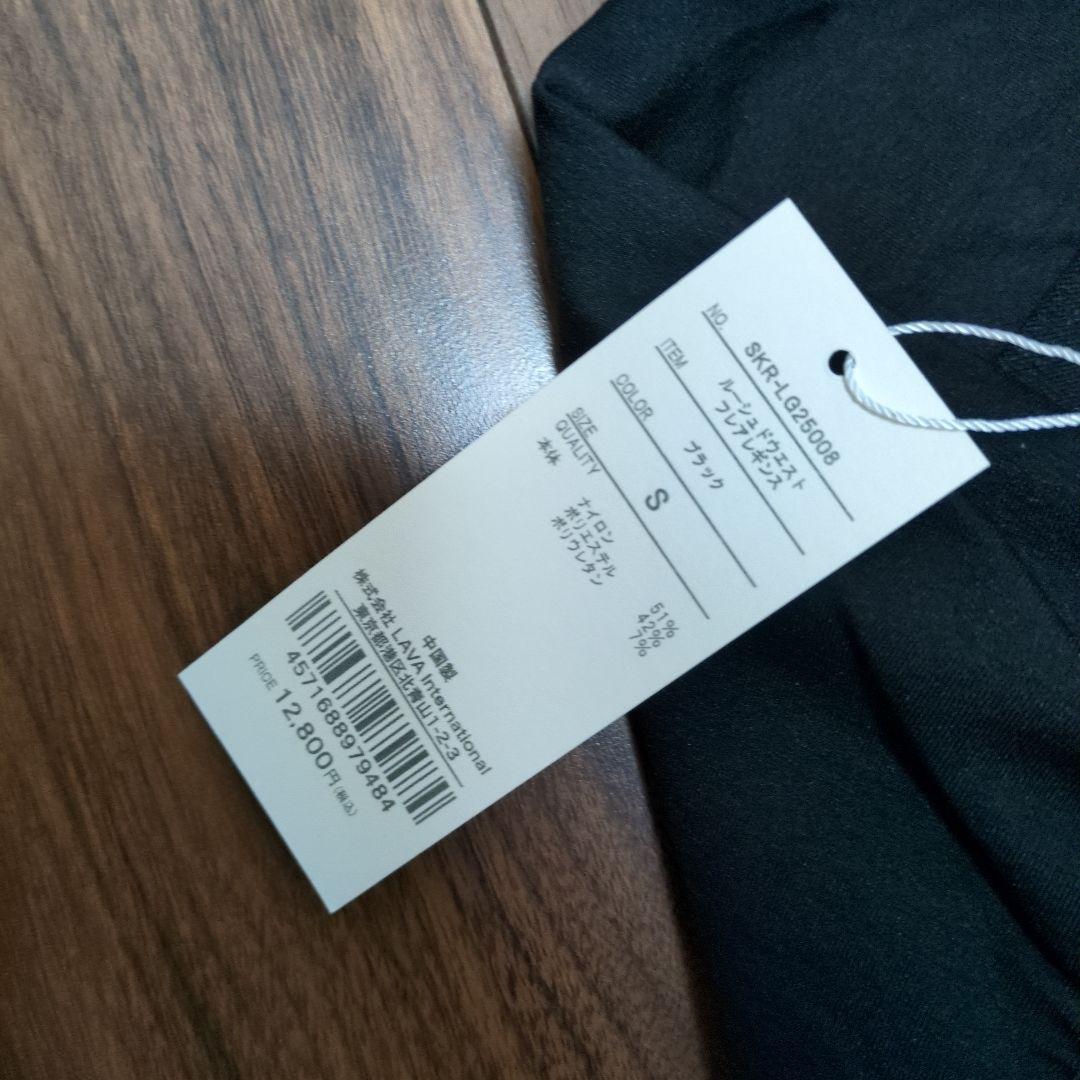 NO. SKR-LG25008
ITEM ルーシュドウエスト
フレアレギンス
COLOR ブラック
SIZE S
QUALITY
本体 ナイロン 51%
ポリエステル 42%
ポリウレタン 7%
中国製
株式会社 LAVA International
東京都港区北青山1-2-3
4571688979484
PRICE 12,800円(税込)